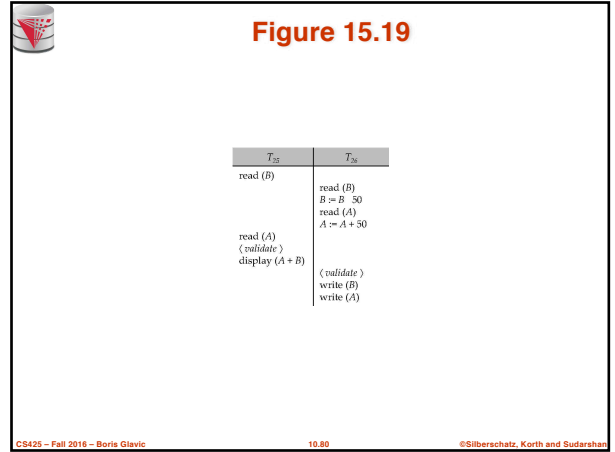 Figure 15.19
T25 T26
read (B)
read (B)
B := B 50
read (A)
A := A + 50
read (A)
⟨ validate ⟩
display (A + B)
⟨ validate ⟩
write (B)
write (A)
CS425 – Fall 2016 – Boris Glavic 10.80 ©Silberschatz, Korth and Sudarshan